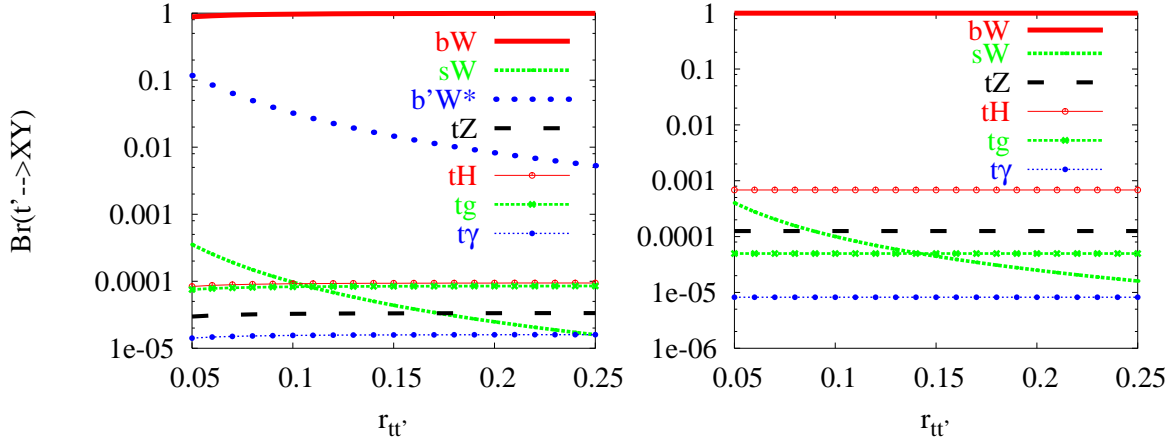 Br(t'-->XY)
1
0.1
0.01
0.001
0.0001
1e-05
0.05 0.1 0.15 0.2 0.25
r_tt'
bW
sW
b'W*
tZ
tH
tg
tγ
1
0.1
0.01
0.001
0.0001
1e-05
1e-06
0.05 0.1 0.15 0.2 0.25
r_tt'
bW
sW
tZ
tH
tg
tγ